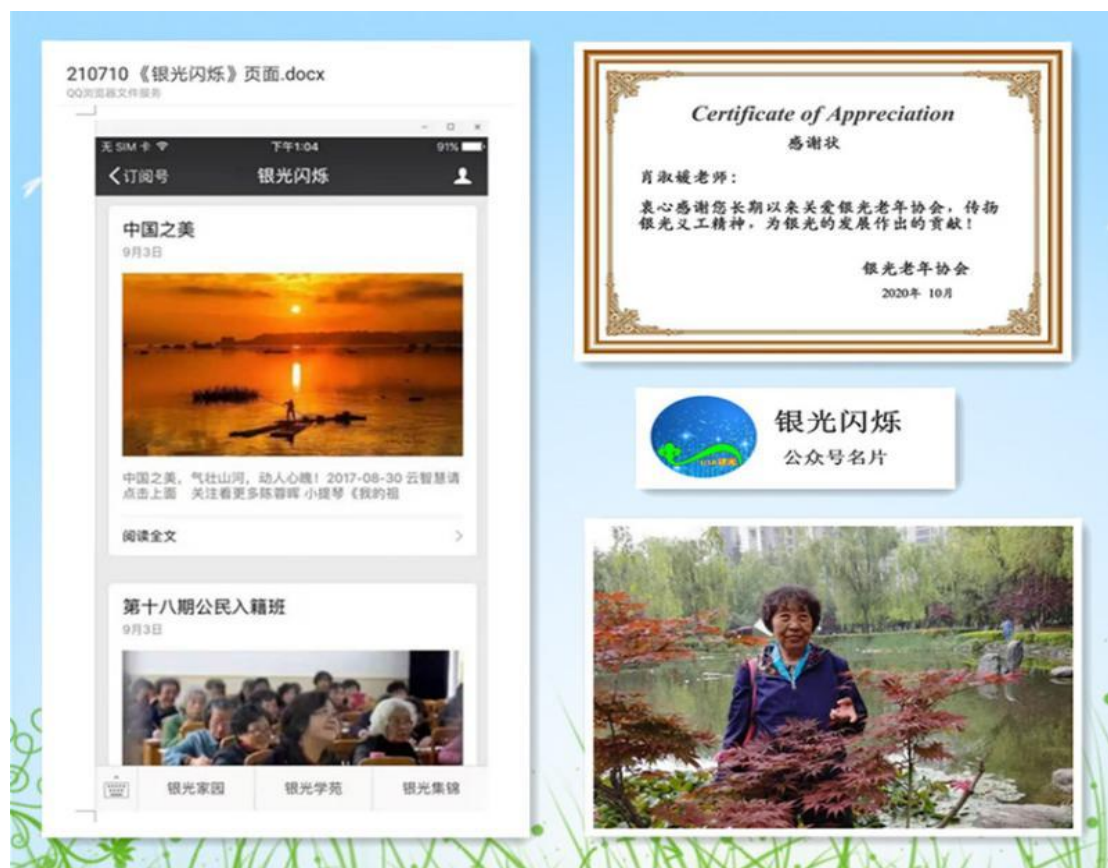 210710 《银光闪烁》页面.docx
QQ浏览器文件服务
无 SIM 卡
下午1:04
91%
订阅号
银光闪烁
中国之美
9月3日
中国之美，气壮山河，动人心魄！2017-08-30 云智慧请
点击上面 关注看更多陈蓉晖 小提琴《我的祖
阅读全文
第十八期公民入籍班
9月3日
银光家园
银光学苑
银光集锦
Certificate of Appreciation
感谢状
肖淑媛老师：
衷心感谢您长期以来关爱银光老年协会，传扬
银光义工精神，为银光的发展作出的贡献！
银光老年协会
2020年 10月
银光闪烁
公众号名片